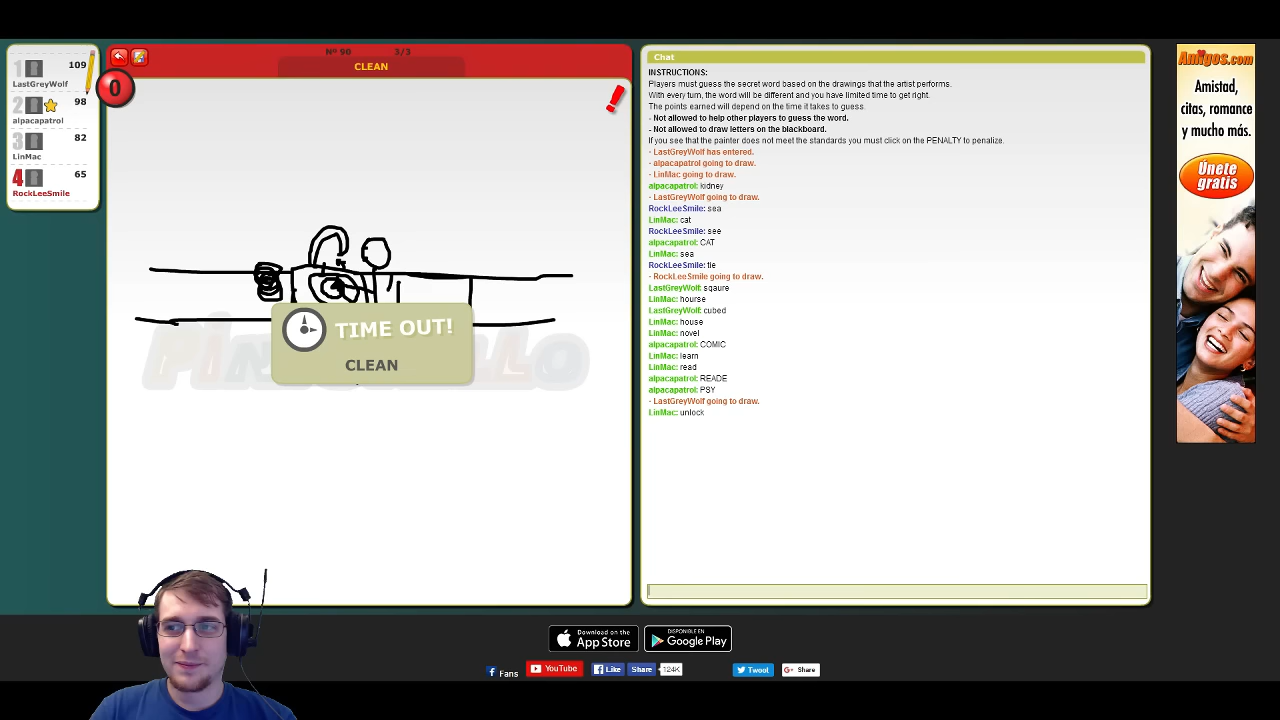 1
109
LastGreyWolf
2
98
alpacapatrol
3
82
LinMac
4
65
RockLeeSmile
0
Nº 90 3/3
CLEAN
TIME OUT!
CLEAN
Chat
INSTRUCTIONS:
Players must guess the secret word based on the drawings that the artist performs.
With every turn, the word will be different and you have limited time to get right.
The points earned will depend on the time it takes to guess.
- Not allowed to help other players to guess the word.
- Not allowed to draw letters on the blackboard.
If you see that the painter does not meet the standards you must click on the PENALTY to penalize.
- LastGreyWolf has entered.
- alpacapatrol going to draw.
- LinMac going to draw.
alpacapatrol: kidney
- LastGreyWolf going to draw.
RockLeeSmile: sea
LinMac: cat
RockLeeSmile: see
alpacapatrol: CAT
LinMac: sea
RockLeeSmile: tie
- RockLeeSmile going to draw.
LastGreyWolf: sqaure
LinMac: hourse
LastGreyWolf: cubed
LinMac: house
LinMac: novel
alpacapatrol: COMIC
LinMac: learn
LinMac: read
alpacapatrol: READE
alpacapatrol: PSY
- LastGreyWolf going to draw.
LinMac: unlock
Amigos.com
Amistad,
citas, romance
y mucho más.
Únete
gratis
Download on the
App Store
DISPONIBLE EN
Google Play
Fans
YouTube
Like
Share
124K
Tweet
G+ Share